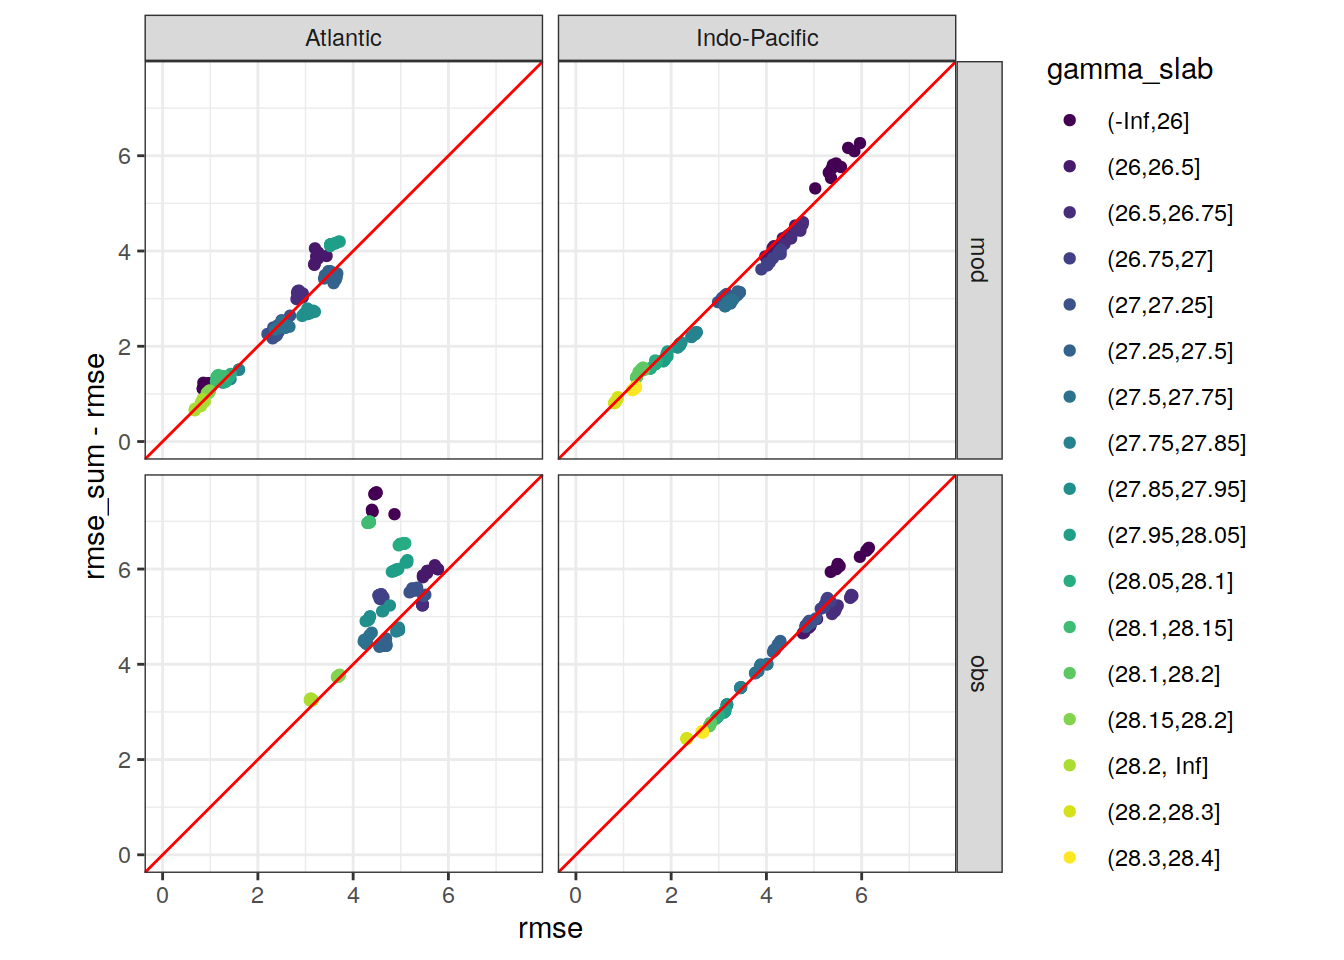 Atlantic
Indo-Pacific
gamma_slab
(-Inf,26]
(26,26.5]
(26.5,26.75]
(26.75,27]
(27,27.25]
(27.25,27.5]
(27.5,27.75]
(27.75,27.85]
(27.85,27.95]
(27.95,28.05]
(28.05,28.1]
(28.1,28.15]
(28.1,28.2]
(28.15,28.2]
(28.2, Inf]
(28.2,28.3]
(28.3,28.4]
mod
obs
rmse_sum - rmse
6
4
2
0
6
4
2
0
0 2 4 6 0 2 4 6
rmse